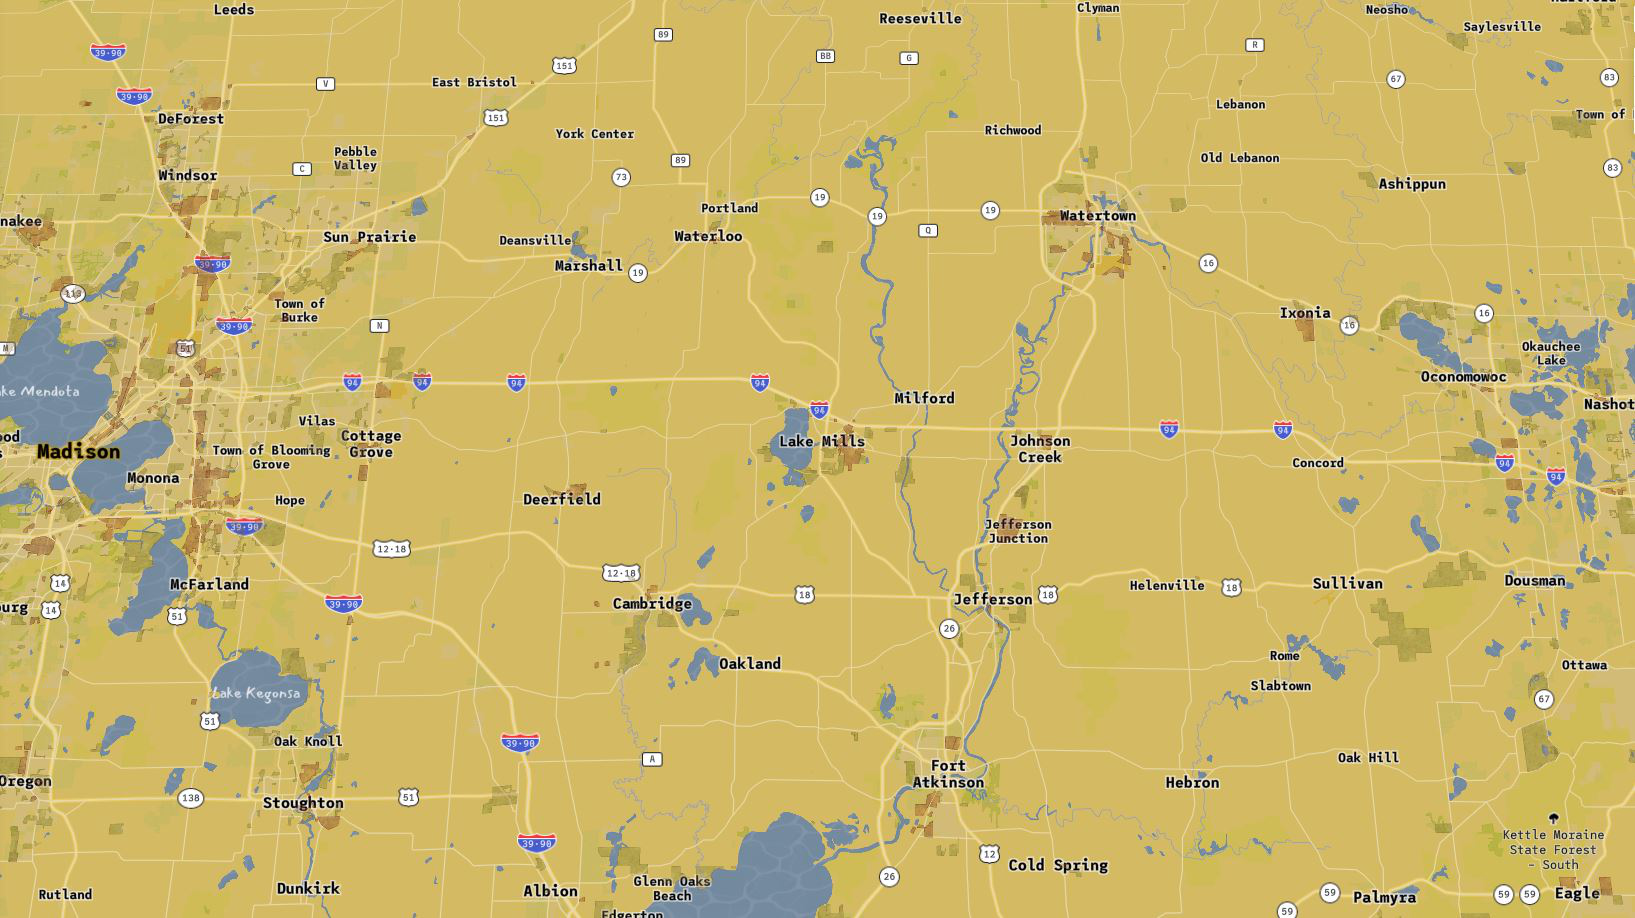 Leeds
Reeseville
Clyman
Neosho
Saylesville
39·90
89
151
BB
G
R
67
83
V
East Bristol
39·90
DeForest
151
York Center
Richwood
Lebanon
Town of
Pebble
Valley
C
89
Old Lebanon
83
Windsor
73
19
Ashippun
Portland
19
19
Watertown
nakee
Sun Prairie
Deansville
Waterloo
Q
39·90
Marshall
19
16
113
Town of
Burke
39·90
N
Ixonia
16
16
M
51
Okauchee
Lake
ke Mendota
94
94
94
94
94
Milford
Oconomowoc
Nashot
Vilas
Cottage
Grove
Lake Mills
Johnson
Creek
94
94
ood
s
Madison
Town of Blooming
Grove
Concord
94
94
Monona
Hope
Deerfield
39·90
Jefferson
Junction
12·18
12·18
14
McFarland
18
Jefferson
18
Helenville
18
Sullivan
Dousman
urg
14
51
39·90
Cambridge
26
Oakland
Rome
Ottawa
Slabtown
Lake Kegonsa
67
51
Oak Knoll
39·90
A
Oak Hill
Oregon
Fort
Atkinson
Hebron
138
Stoughton
51
39·90
12
Cold Spring
Kettle Moraine
State Forest
- South
Rutland
Dunkirk
Albion
Glenn Oaks
Beach
26
59
Palmyra
59
59
Eagle
Edgerton
59